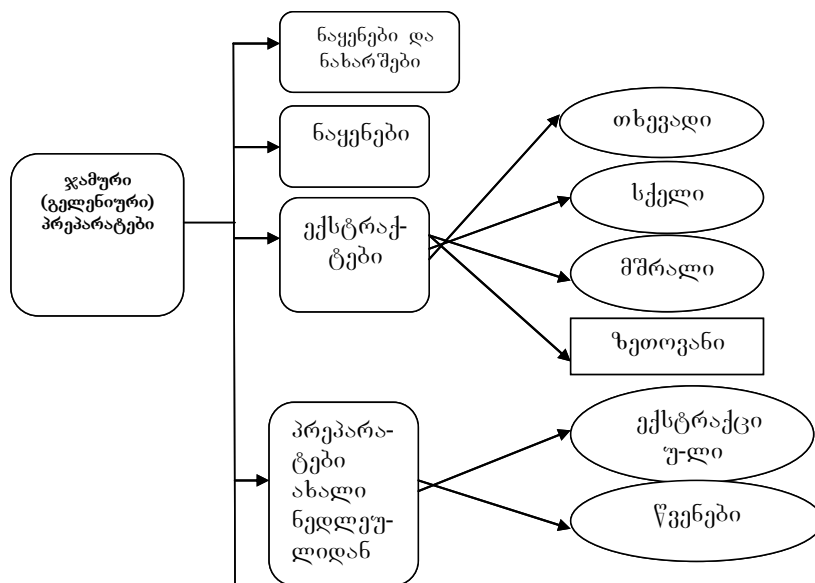 ნაყენები და
ნახარშები
ნაყენები
ჯამური
(გელენიური)
პრეპარატები
ექსტრაქ-
ტები
თხევადი
სქელი
მშრალი
ზეთოვანი
პრეპარა-
ტები
ახალი
ნედლეუ-
ლიდან
ექსტრაქცი
უ-ლი
წვენები